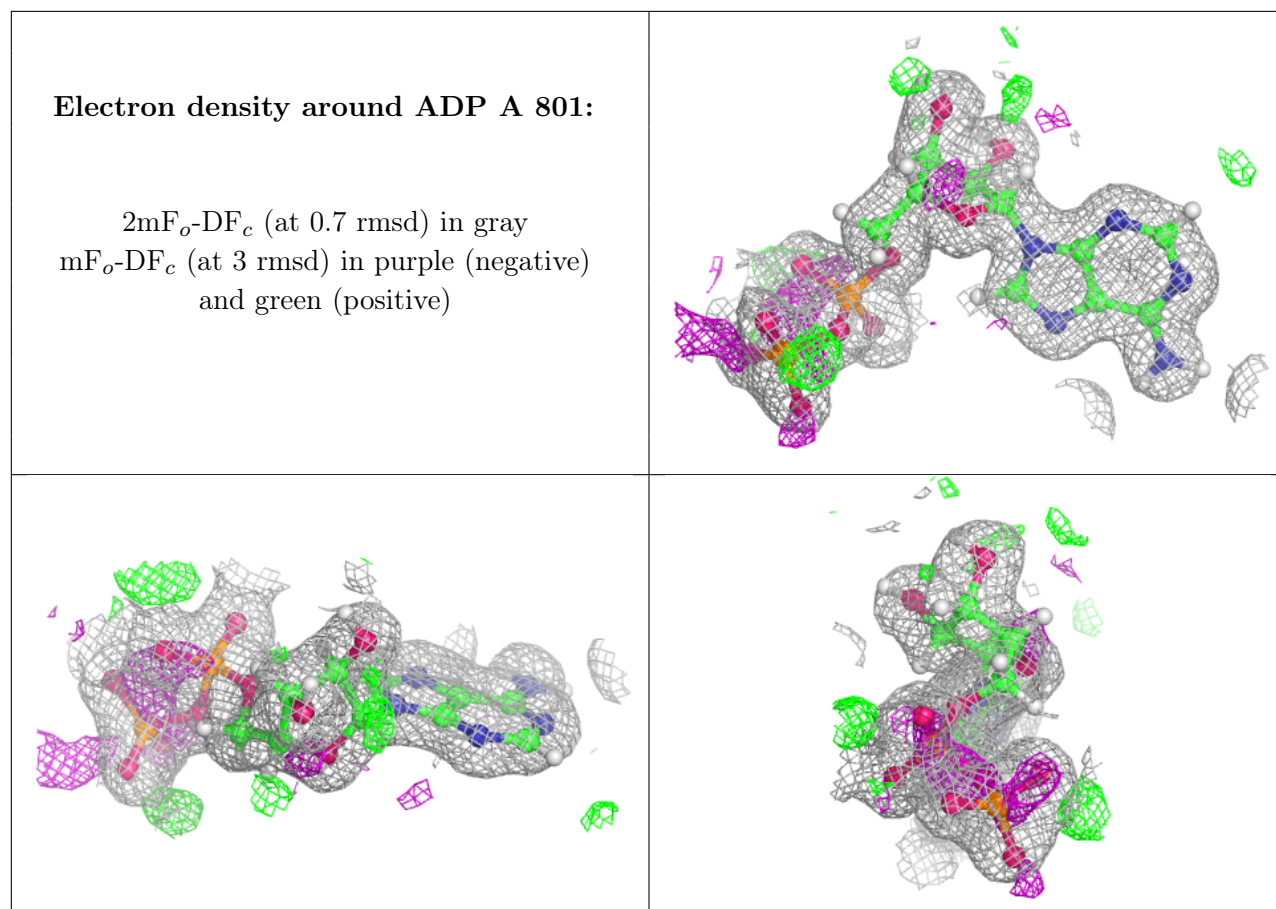 Electron density around ADP A 801:
2mFo-DFc (at 0.7 rmsd) in gray
mFo-DFc (at 3 rmsd) in purple (negative)
and green (positive)